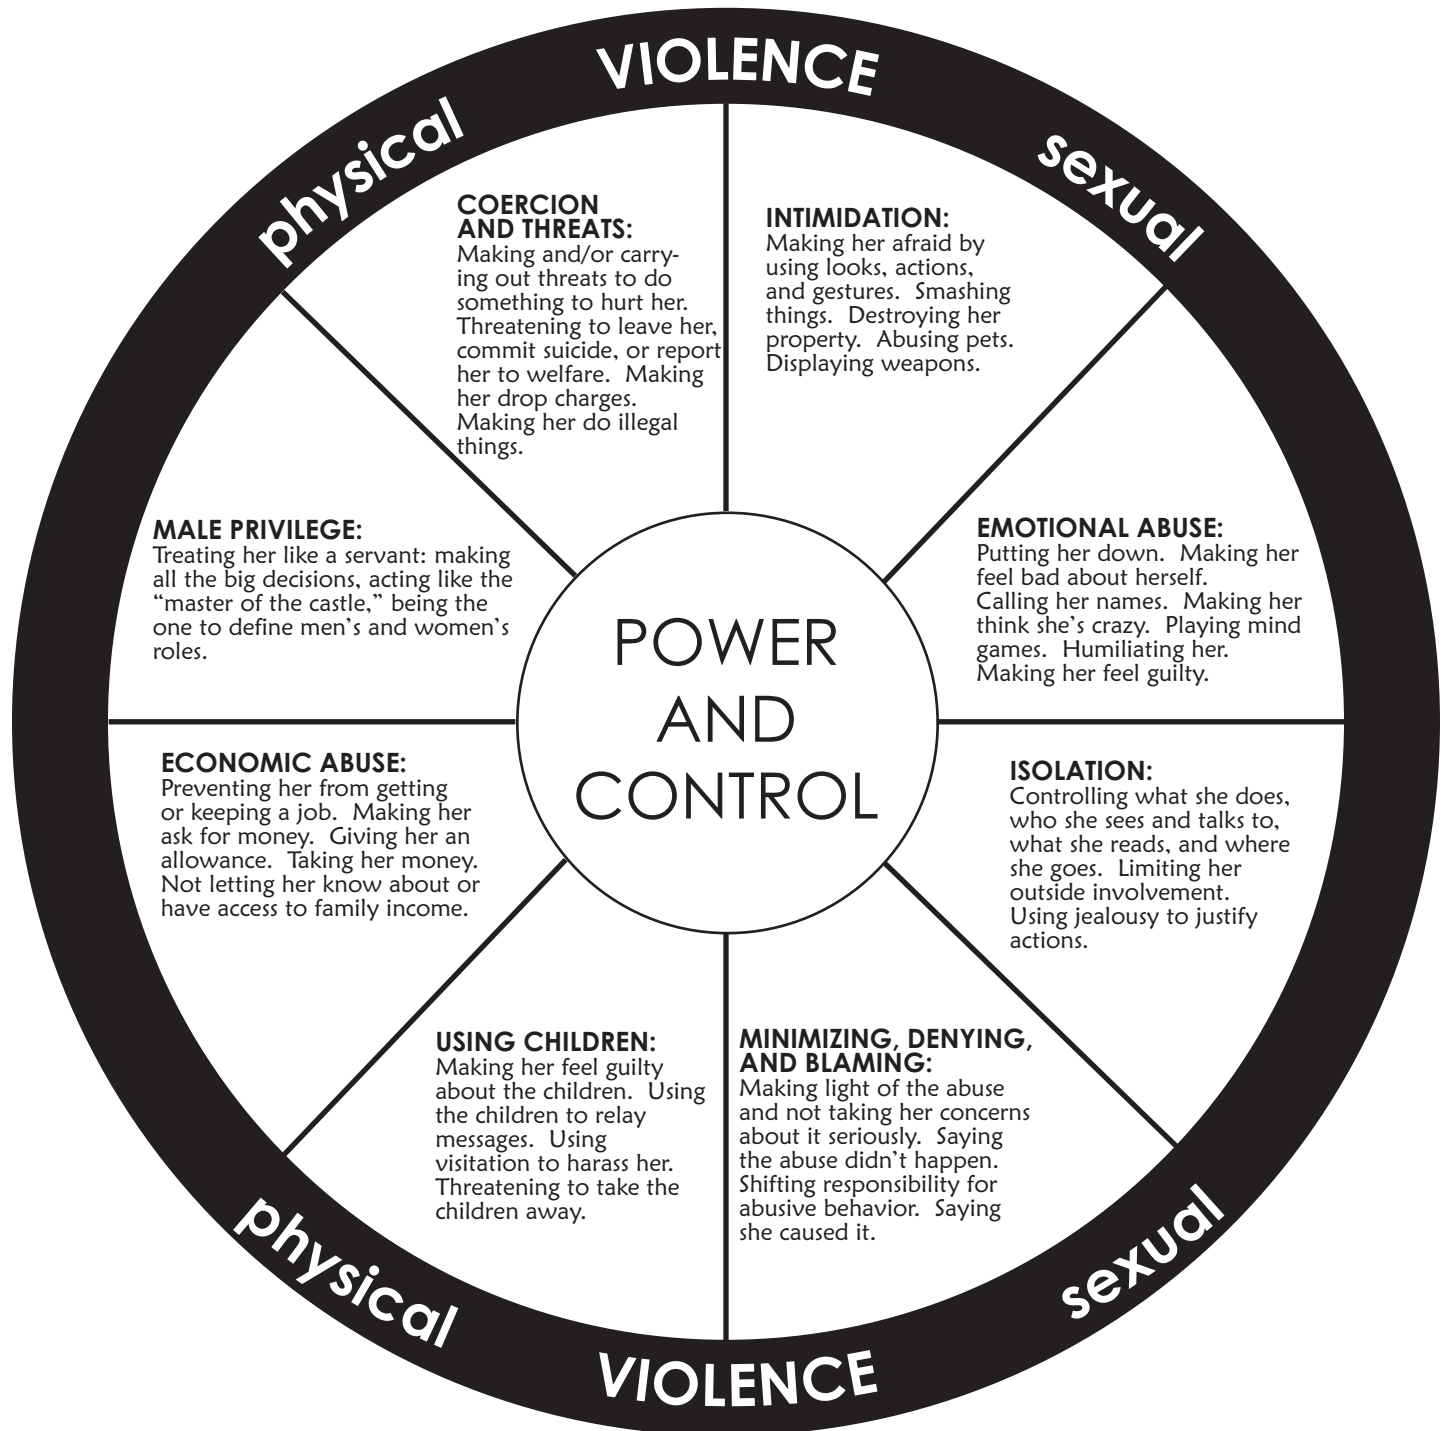 VIOLENCE
physical
sexual
COERCION
AND THREATS:
Making and/or carry-
ing out threats to do
something to hurt her.
Threatening to leave her,
commit suicide, or report
her to welfare.  Making
her drop charges.
Making her do illegal
things.
INTIMIDATION:
Making her afraid by
using looks, actions,
and gestures.  Smashing
things.  Destroying her
property.  Abusing pets.
Displaying weapons.
MALE PRIVILEGE:
Treating her like a servant: making
all the big decisions, acting like the
“master of the castle,” being the
one to define men’s and women’s
roles.
EMOTIONAL ABUSE:
Putting her down.  Making her
feel bad about herself.
Calling her names.  Making her
think she’s crazy.  Playing mind
games.  Humiliating her.
Making her feel guilty.
POWER
AND
CONTROL
ECONOMIC ABUSE:
Preventing her from getting
or keeping a job.  Making her
ask for money.  Giving her an
allowance.  Taking her money.
Not letting her know about or
have access to family income.
ISOLATION:
Controlling what she does,
who she sees and talks to,
what she reads, and where
she goes.  Limiting her
outside involvement.
Using jealousy to justify
actions.
USING CHILDREN:
Making her feel guilty
about the children.  Using
the children to relay
messages.  Using
visitation to harass her.
Threatening to take the
children away.
MINIMIZING, DENYING,
AND BLAMING:
Making light of the abuse
and not taking her concerns
about it seriously.  Saying
the abuse didn’t happen.
Shifting responsibility for
abusive behavior.  Saying
she caused it.
physical
sexual
VIOLENCE